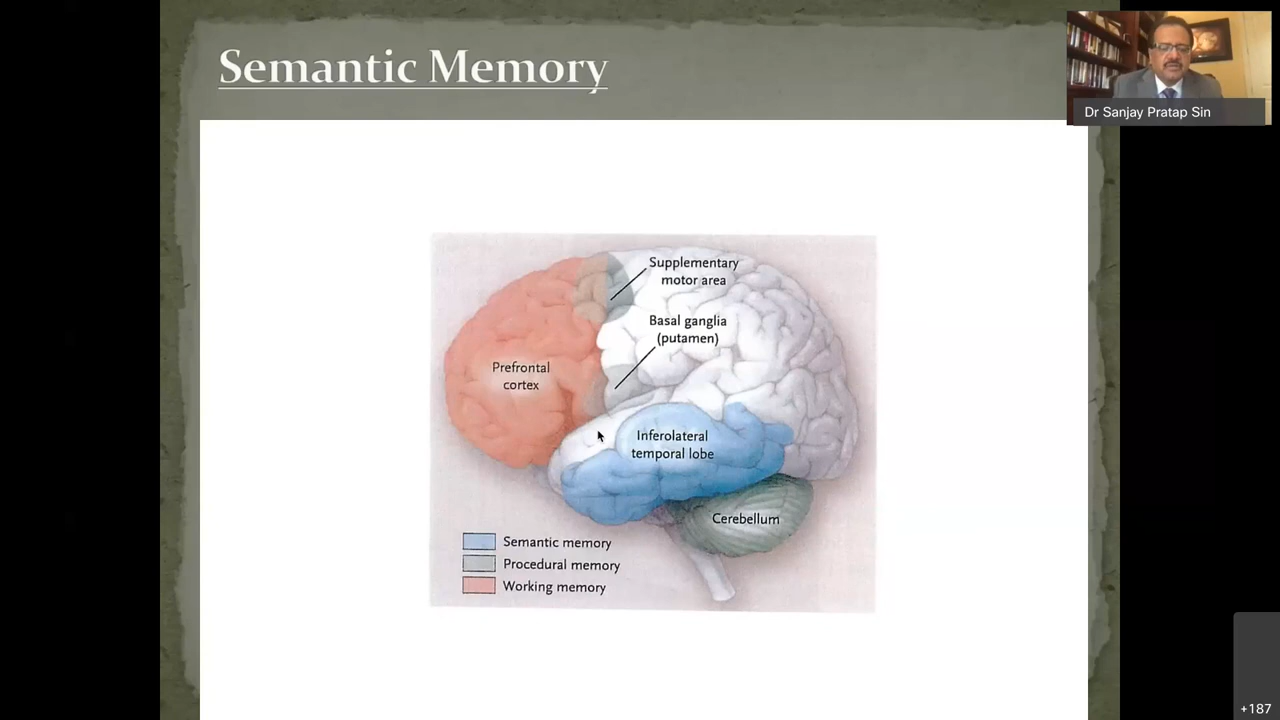 Semantic Memory
Dr Sanjay Pratap Sin
Supplementary
motor area
Basal ganglia
(putamen)
Prefrontal
cortex
Inferolateral
temporal lobe
Cerebellum
Semantic memory
Procedural memory
Working memory
+187